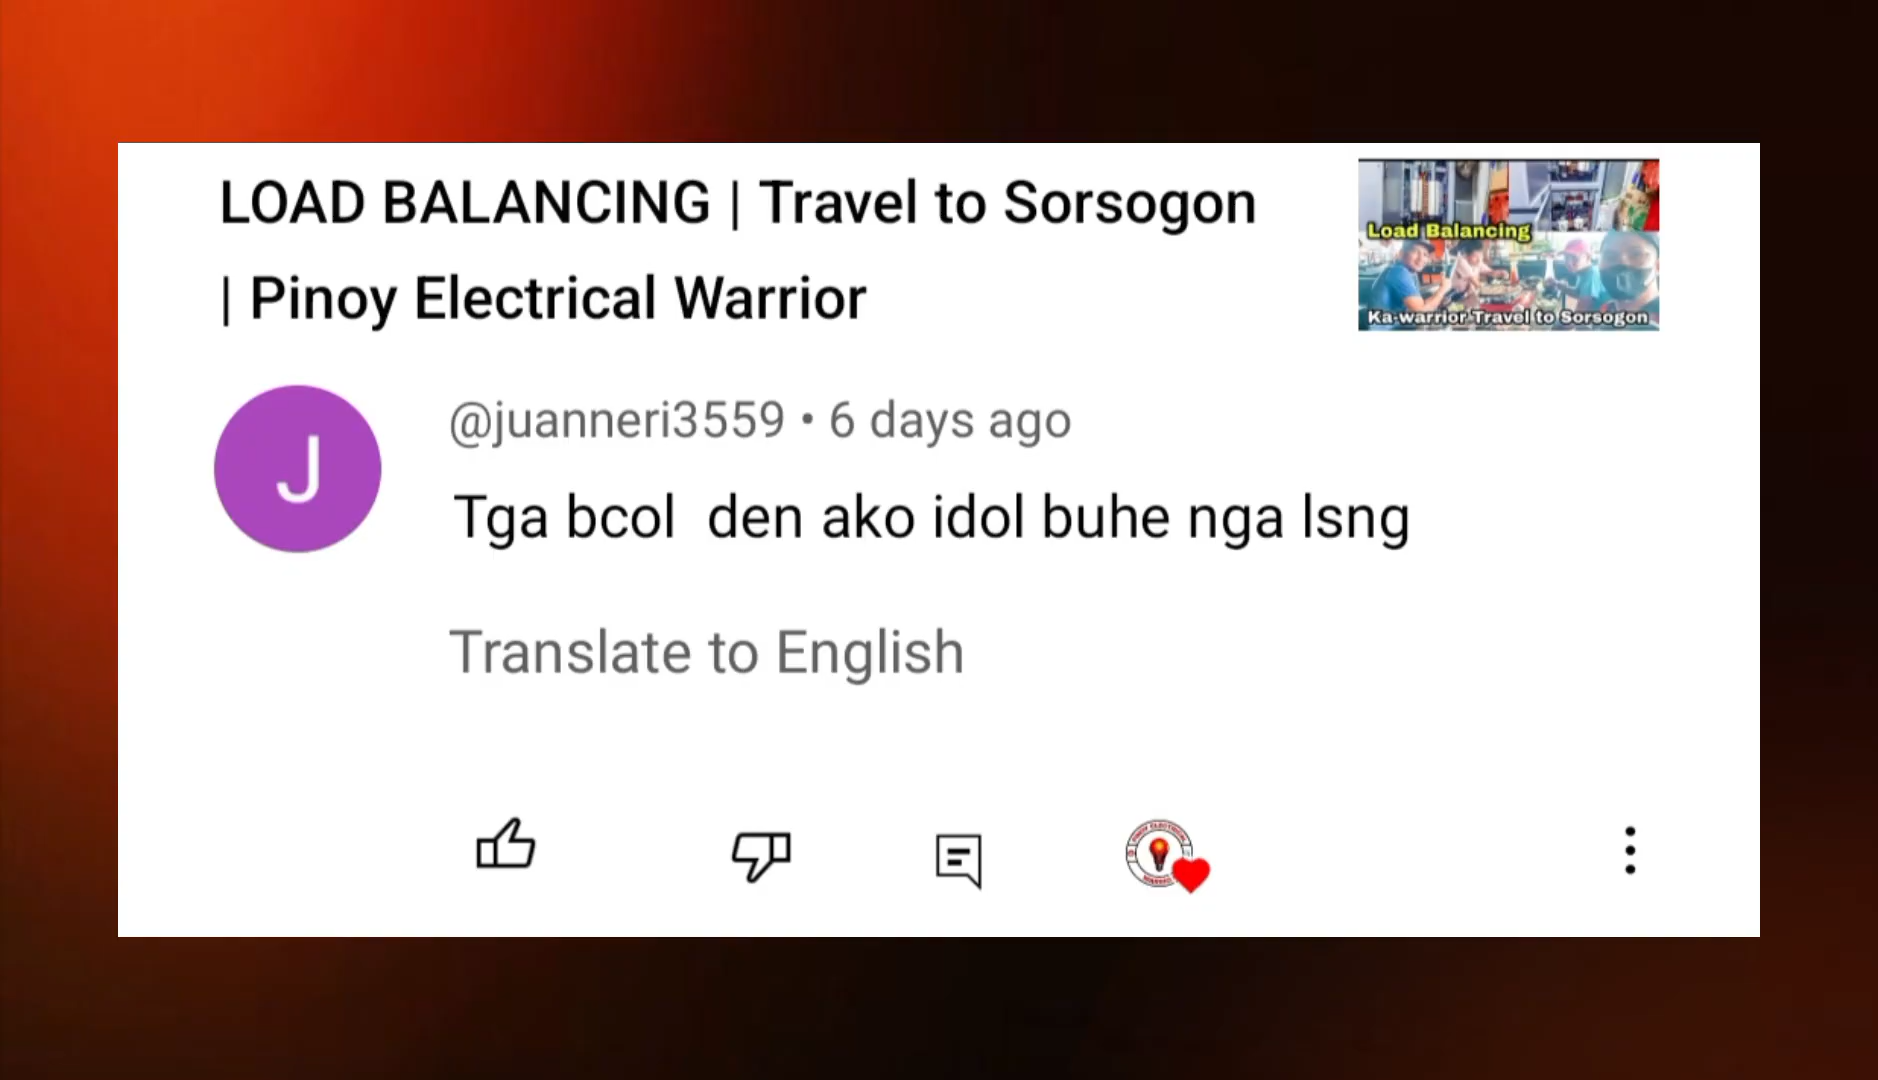 LOAD BALANCING | Travel to Sorsogon
| Pinoy Electrical Warrior
Load Balancing
Ka-warrior Travel to Sorsogon
J
@juanneri3559 • 6 days ago
Tga bcol  den ako idol buhe nga lsng
Translate to English